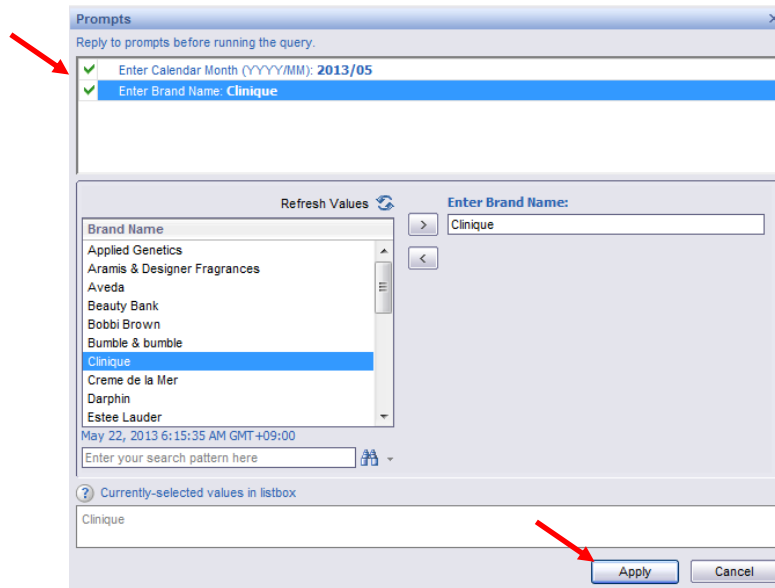 Prompts
Reply to prompts before running the query.
Enter Calendar Month (YYYY/MM): 2013/05
Enter Brand Name: Clinique
Refresh Values
Enter Brand Name:
> Clinique
Brand Name
<
Applied Genetics
Aramis & Designer Fragrances
Aveda
Beauty Bank
Bobbi Brown
Bumble & bumble
Clinique
Creme de la Mer
Darphin
Estee Lauder
May 22, 2013 6:15:35 AM GMT+09:00
Enter your search pattern here
? Currently-selected values in listbox
Clinique
Apply Cancel